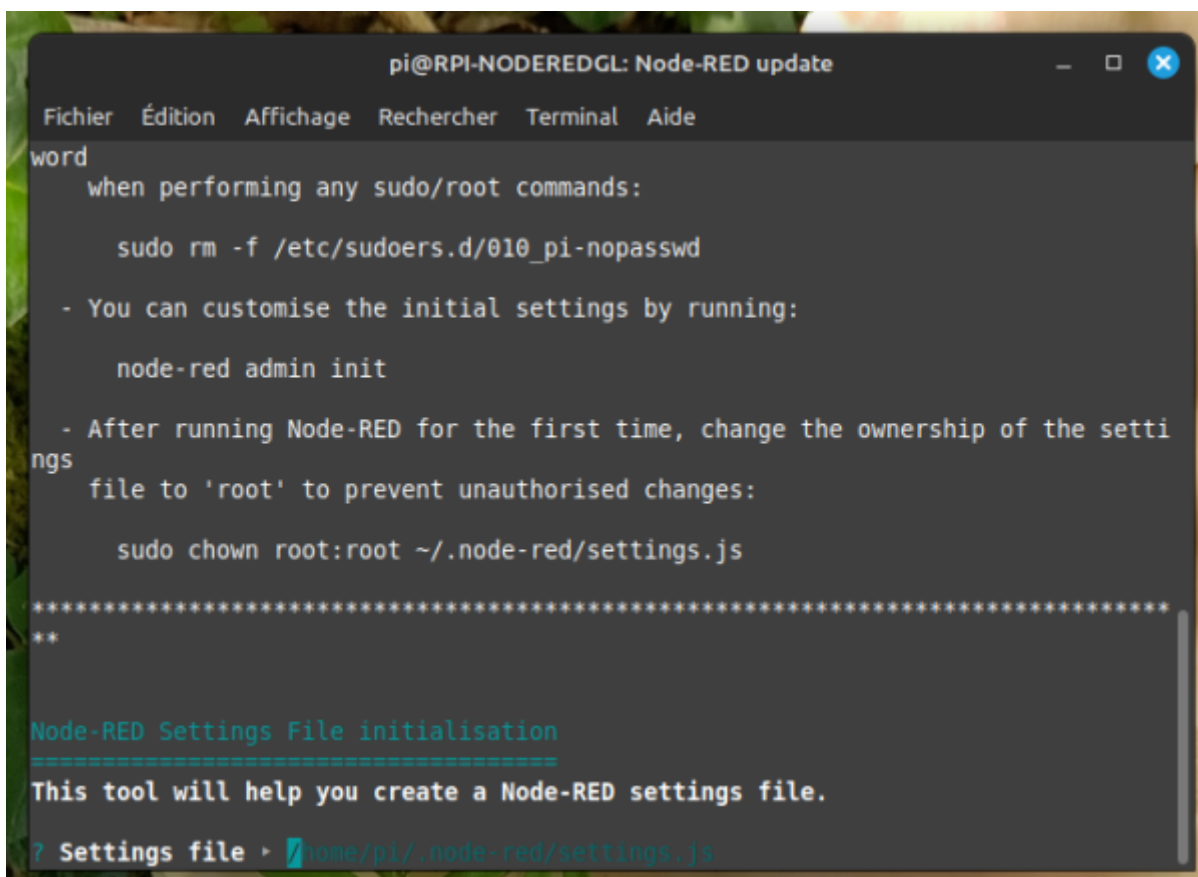 pi@RPI-NODEREDGL: Node-RED update
Fichier Édition Affichage Rechercher Terminal Aide
word
when performing any sudo/root commands:
sudo rm -f /etc/sudoers.d/010_pi-nopasswd
- You can customise the initial settings by running:
node-red admin init
- After running Node-RED for the first time, change the ownership of the setti
ngs
file to 'root' to prevent unauthorised changes:
sudo chown root:root ~/.node-red/settings.js
********************************************************************************
**
Node-RED Settings File initialisation
=====================================
This tool will help you create a Node-RED settings file.
? Settings file ‣ /home/pi/.node-red/settings.js